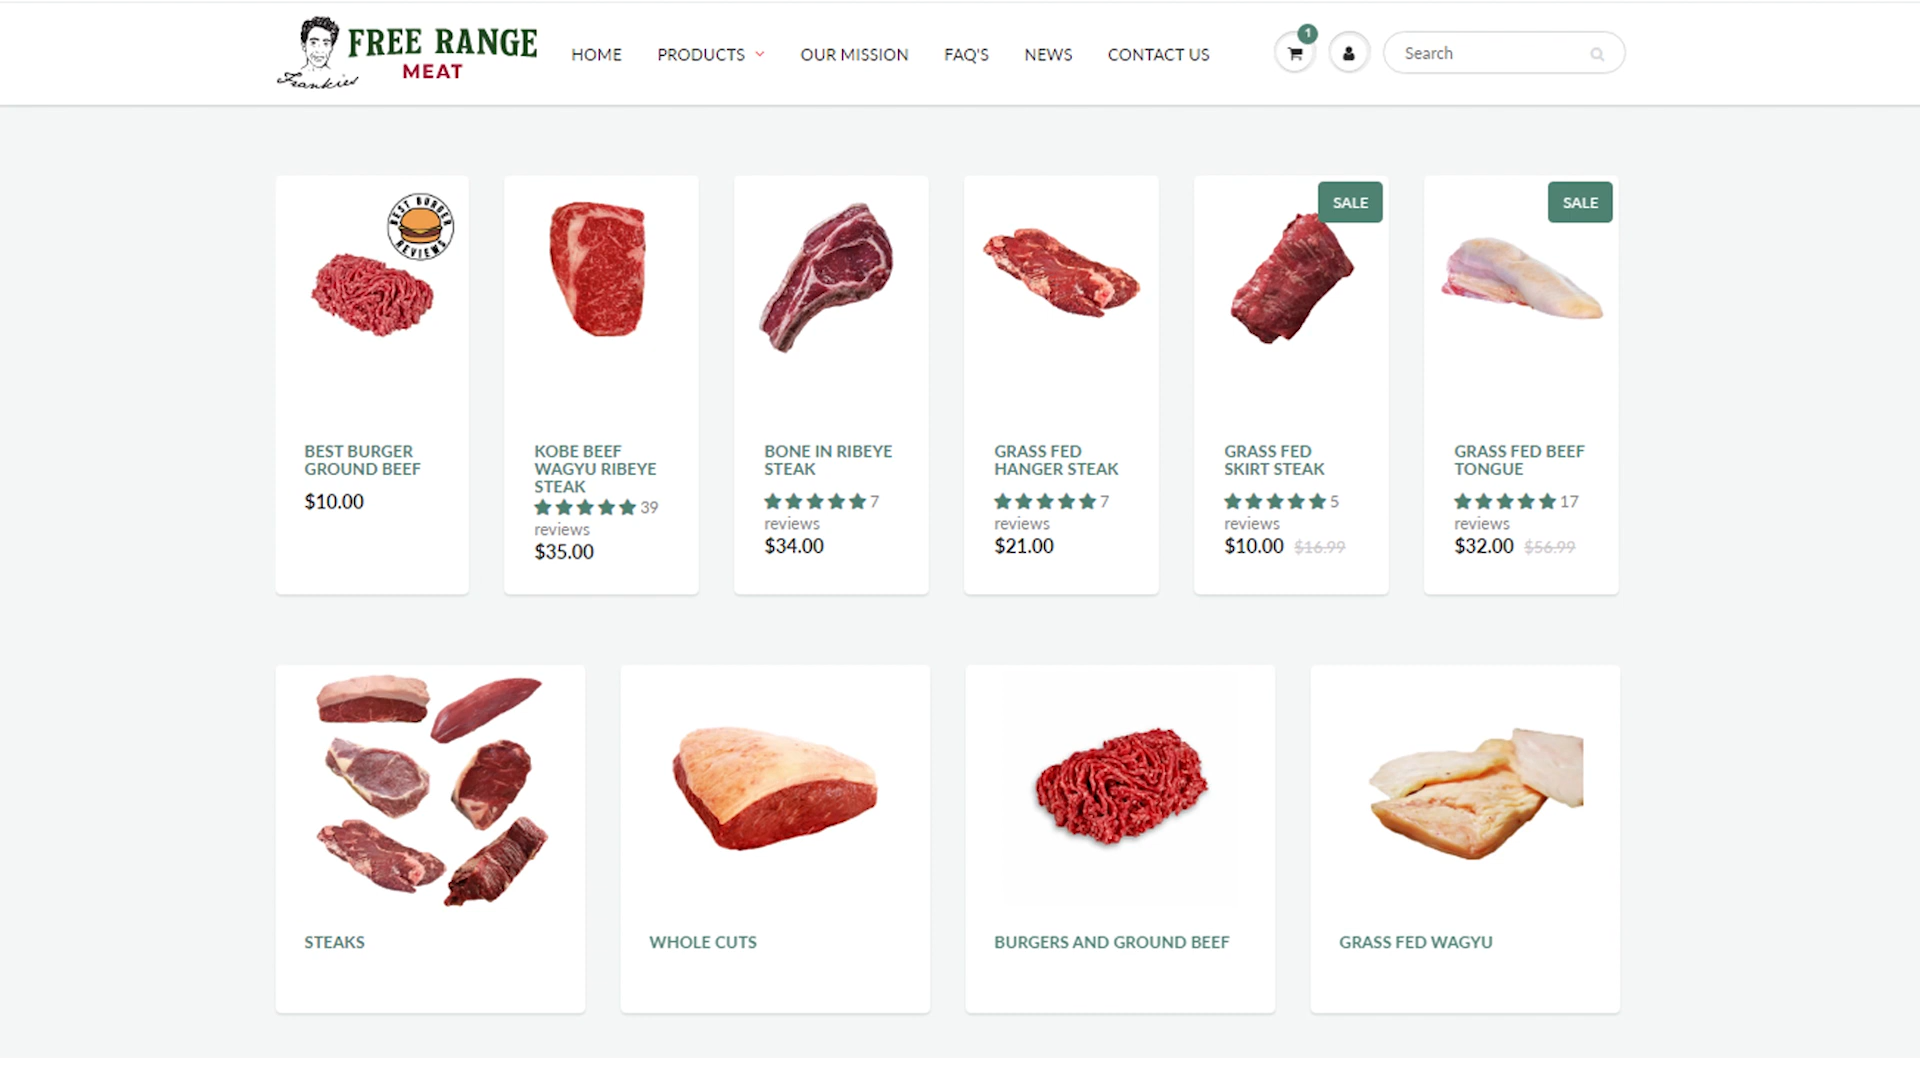 Frankies
FREE RANGE
MEAT
HOME
PRODUCTS
OUR MISSION
FAQ'S
NEWS
CONTACT US
1
Search
BEST BURGER
REVIEWS
SALE
SALE
BEST BURGER
GROUND BEEF
$10.00
KOBE BEEF
WAGYU RIBEYE
STEAK
39
reviews
$35.00
BONE IN RIBEYE
STEAK
7
reviews
$34.00
GRASS FED
HANGER STEAK
7
reviews
$21.00
GRASS FED
SKIRT STEAK
5
reviews
$10.00 $16.99
GRASS FED BEEF
TONGUE
17
reviews
$32.00 $56.99
STEAKS
WHOLE CUTS
BURGERS AND GROUND BEEF
GRASS FED WAGYU